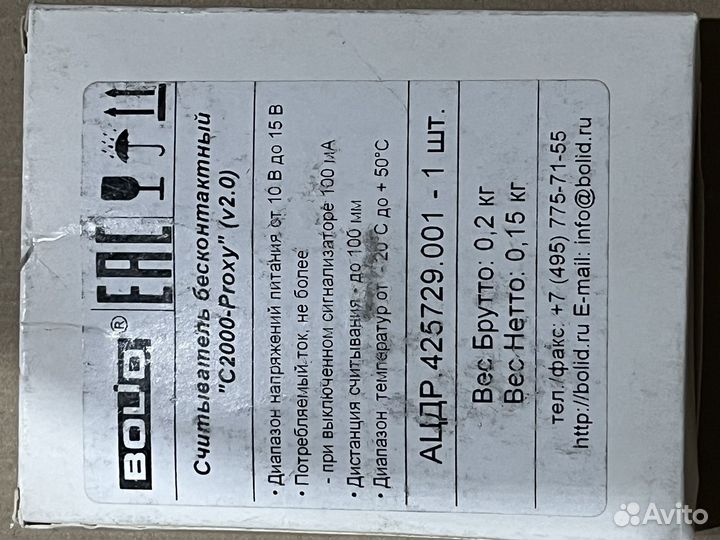 BOLID® EAC
Считыватель бесконтактный
"С2000-Proxy" (v2.0)
• Диапазон напряжений питания от 10 В до 15 В
• Потребляемый ток, не более
- при выключенном сигнализаторе 100 мА
• Дистанция считывания - до 100 мм
• Диапазон температур от - 20°С до + 50°С
АЦДР.425729.001 - 1 шт.
Вес Брутто: 0,2 кг
Вес Нетто: 0,15 кг
тел./факс: +7 (495) 775-71-55
http://bolid.ru E-mail: info@bolid.ru
Avito